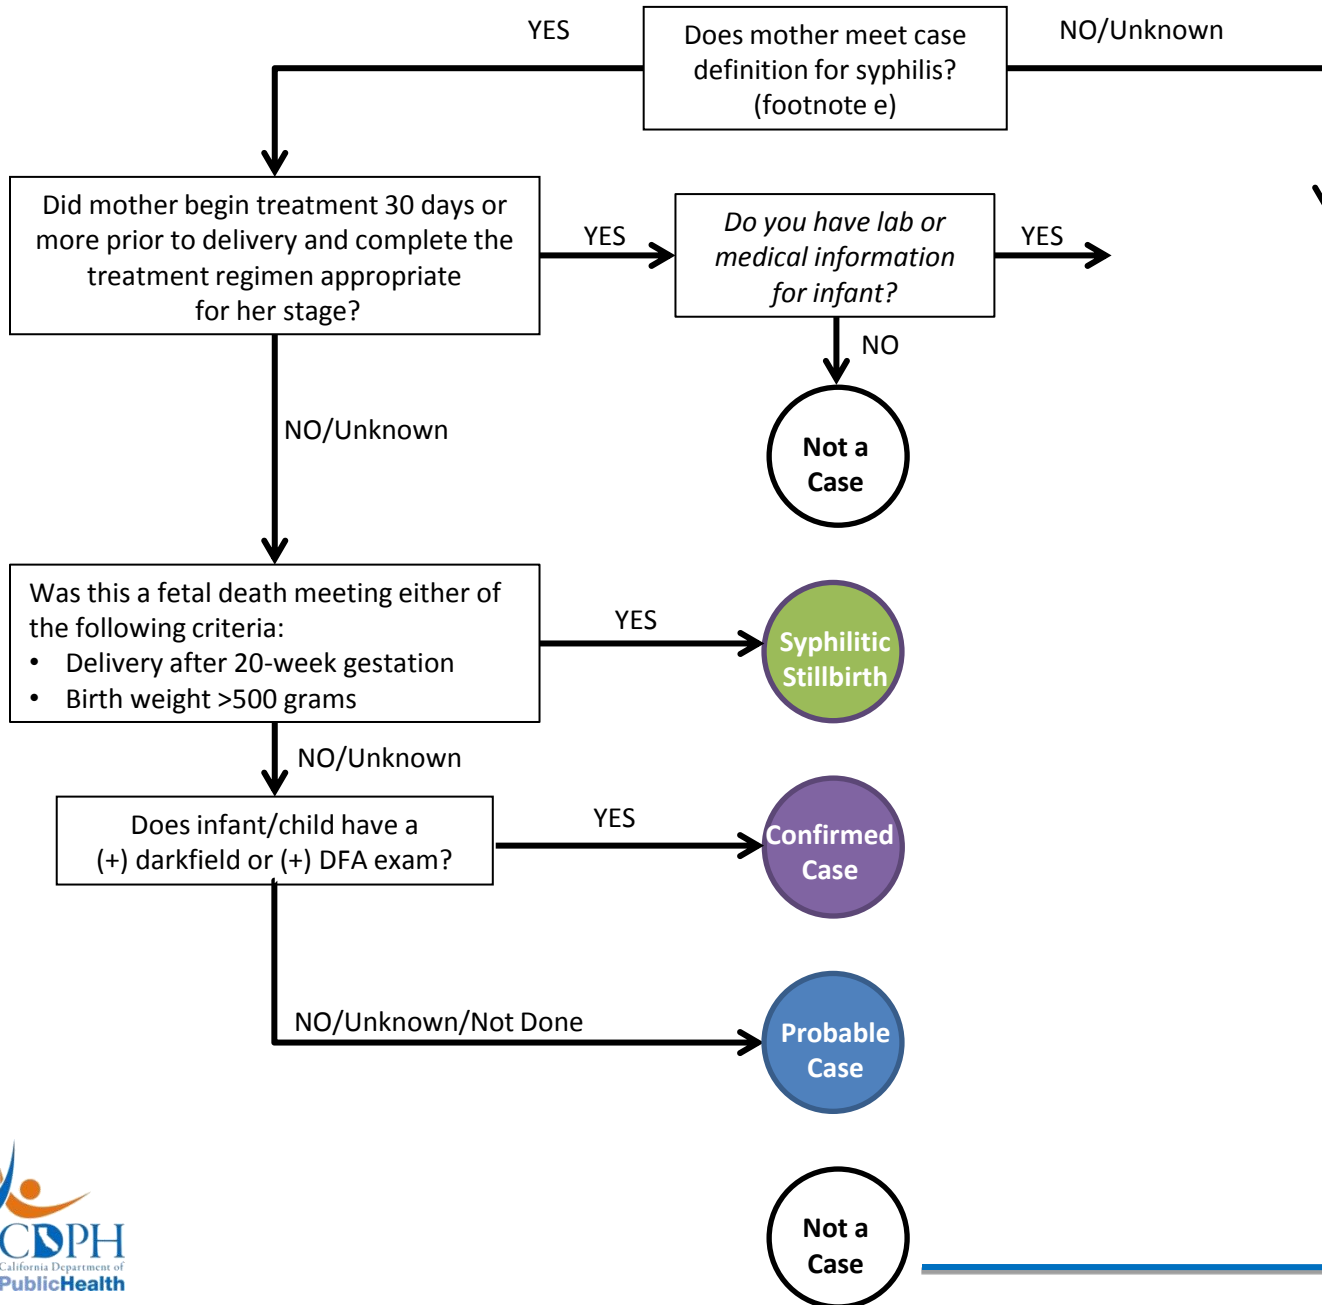 YES
Does mother meet case
definition for syphilis?
(footnote e)
NO/Unknown
Did mother begin treatment 30 days or
more prior to delivery and complete the
treatment regimen appropriate
for her stage?
YES
Do you have lab or
medical information
for infant?
YES
NO
Not a
Case
NO/Unknown
Was this a fetal death meeting either of
the following criteria:
• Delivery after 20-week gestation
• Birth weight >500 grams
YES
Syphilitic
Stillbirth
NO/Unknown
Does infant/child have a
(+) darkfield or (+) DFA exam?
YES
Confirmed
Case
NO/Unknown/Not Done
Probable
Case
Not a
Case
CDPH
California Department of
PublicHealth